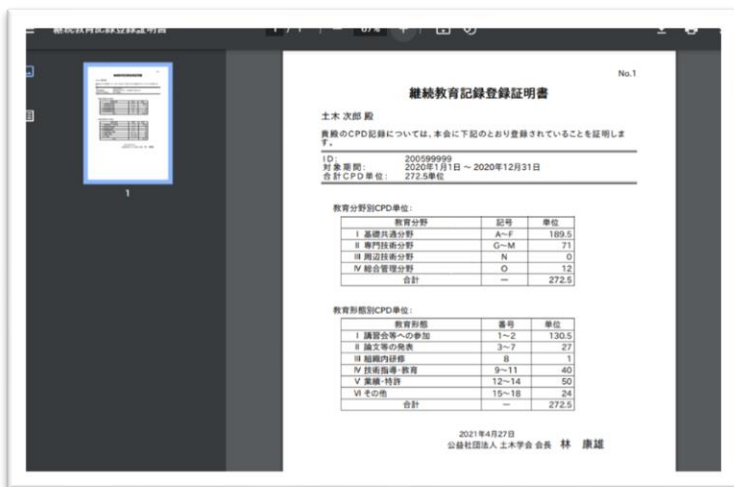 継続教育記録登録証明書
1 / 1
87%
1
No.1
継続教育記録登録証明書
土木 次郎 殿
貴殿のCPD記録については、本会に下記のとおり登録されていることを証明しま
す。
ID: 200599999
対象期間: 2020年1月1日 ～ 2020年12月31日
合計CPD単位: 272.5単位
教育分野別CPD単位:
教育分野 記号 単位
Ⅰ 基礎共通分野 A～F 189.5
Ⅱ 専門技術分野 G～M 71
Ⅲ 周辺技術分野 N 0
Ⅳ 総合管理分野 O 12
合計 － 272.5
教育形態別CPD単位:
教育形態 番号 単位
Ⅰ 講習会等への参加 1～2 130.5
Ⅱ 論文等の発表 3～7 27
Ⅲ 組織内研修 8 1
Ⅳ 技術指導・教育 9～11 40
Ⅴ 業績・特許 12～14 50
Ⅵ その他 15～18 24
合計 － 272.5
2021年4月27日
公益社団法人 土木学会 会長 林 康雄